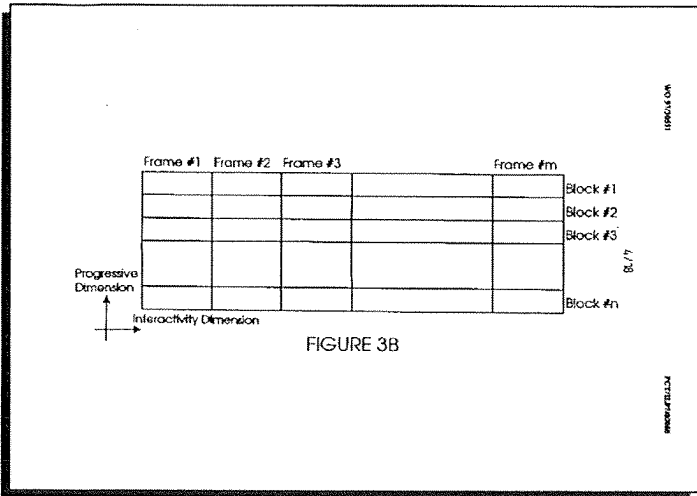 Frame #1 Frame #2 Frame #3 Frame #m
Block #1
Block #2
Block #3
4/18
Progressive
Dimension
Block #n
Interactivity Dimension
FIGURE 3B